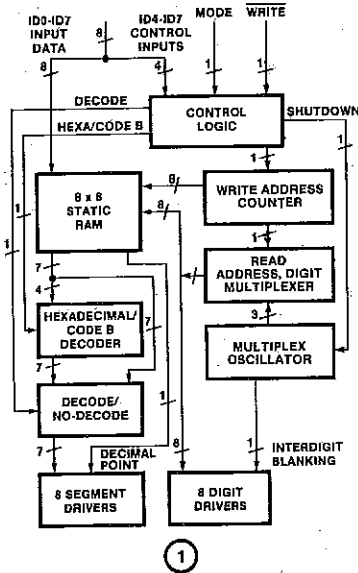 ID0-ID7
INPUT
DATA
ID4-ID7
CONTROL
INPUTS
MODE
WRITE
8
8
4
1
1
DECODE
HEXA/CODE B
CONTROL
LOGIC
SHUTDOWN
1
8 x 8
STATIC
RAM
8
8
WRITE ADDRESS
COUNTER
1
1
1
READ
ADDRESS, DIGIT
MULTIPLEXER
7
4
3
1
HEXADECIMAL/
CODE B
DECODER
7
MULTIPLEX
OSCILLATOR
7
DECODE/
NO-DECODE
1
8
1
7
DECIMAL
POINT
INTERDIGIT
BLANKING
8 SEGMENT
DRIVERS
8 DIGIT
DRIVERS
1